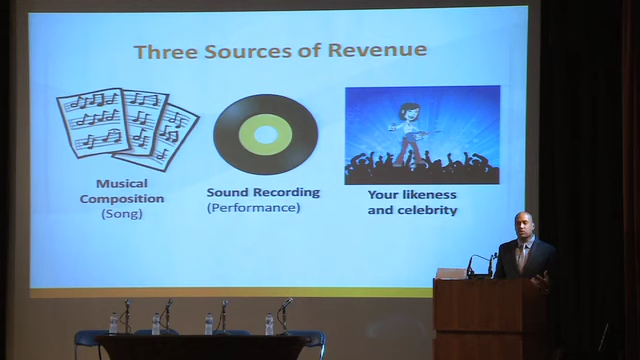 Three Sources of Revenue
Musical
Composition
(Song)
Sound Recording
(Performance)
Your likeness
and celebrity